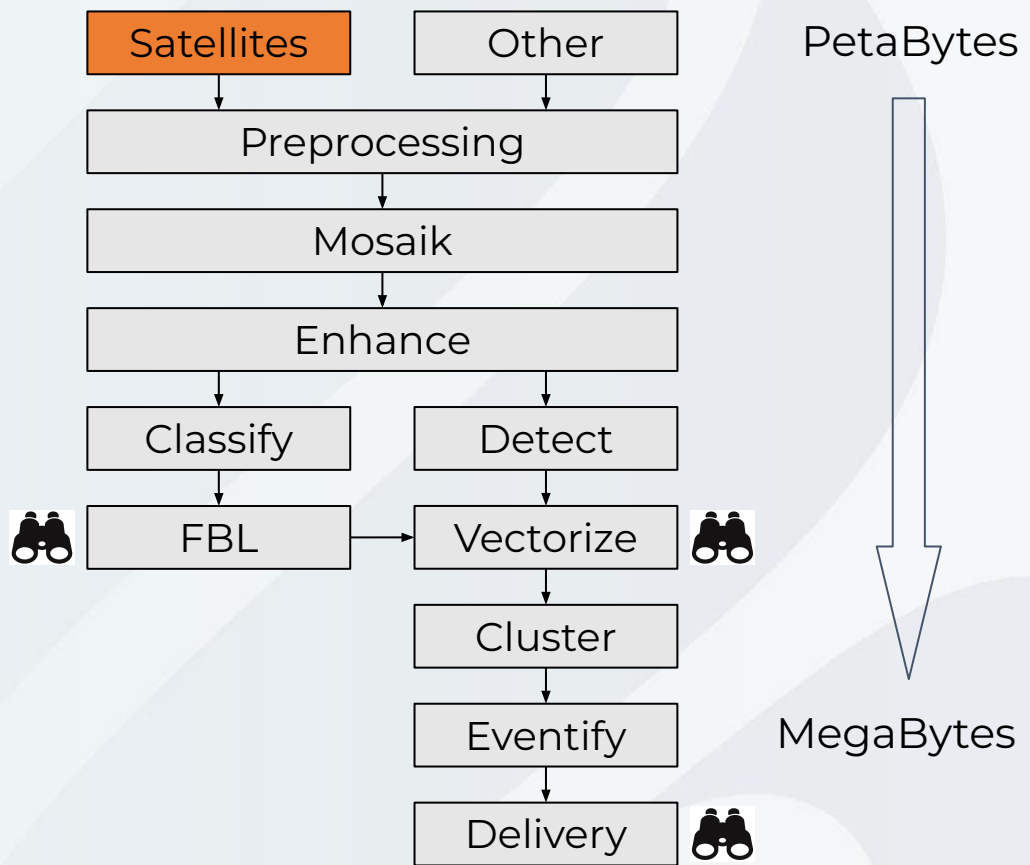 Satellites
Other
PetaBytes
Preprocessing
Mosaik
Enhance
Classify
Detect
FBL
Vectorize
Cluster
Eventify
MegaBytes
Delivery